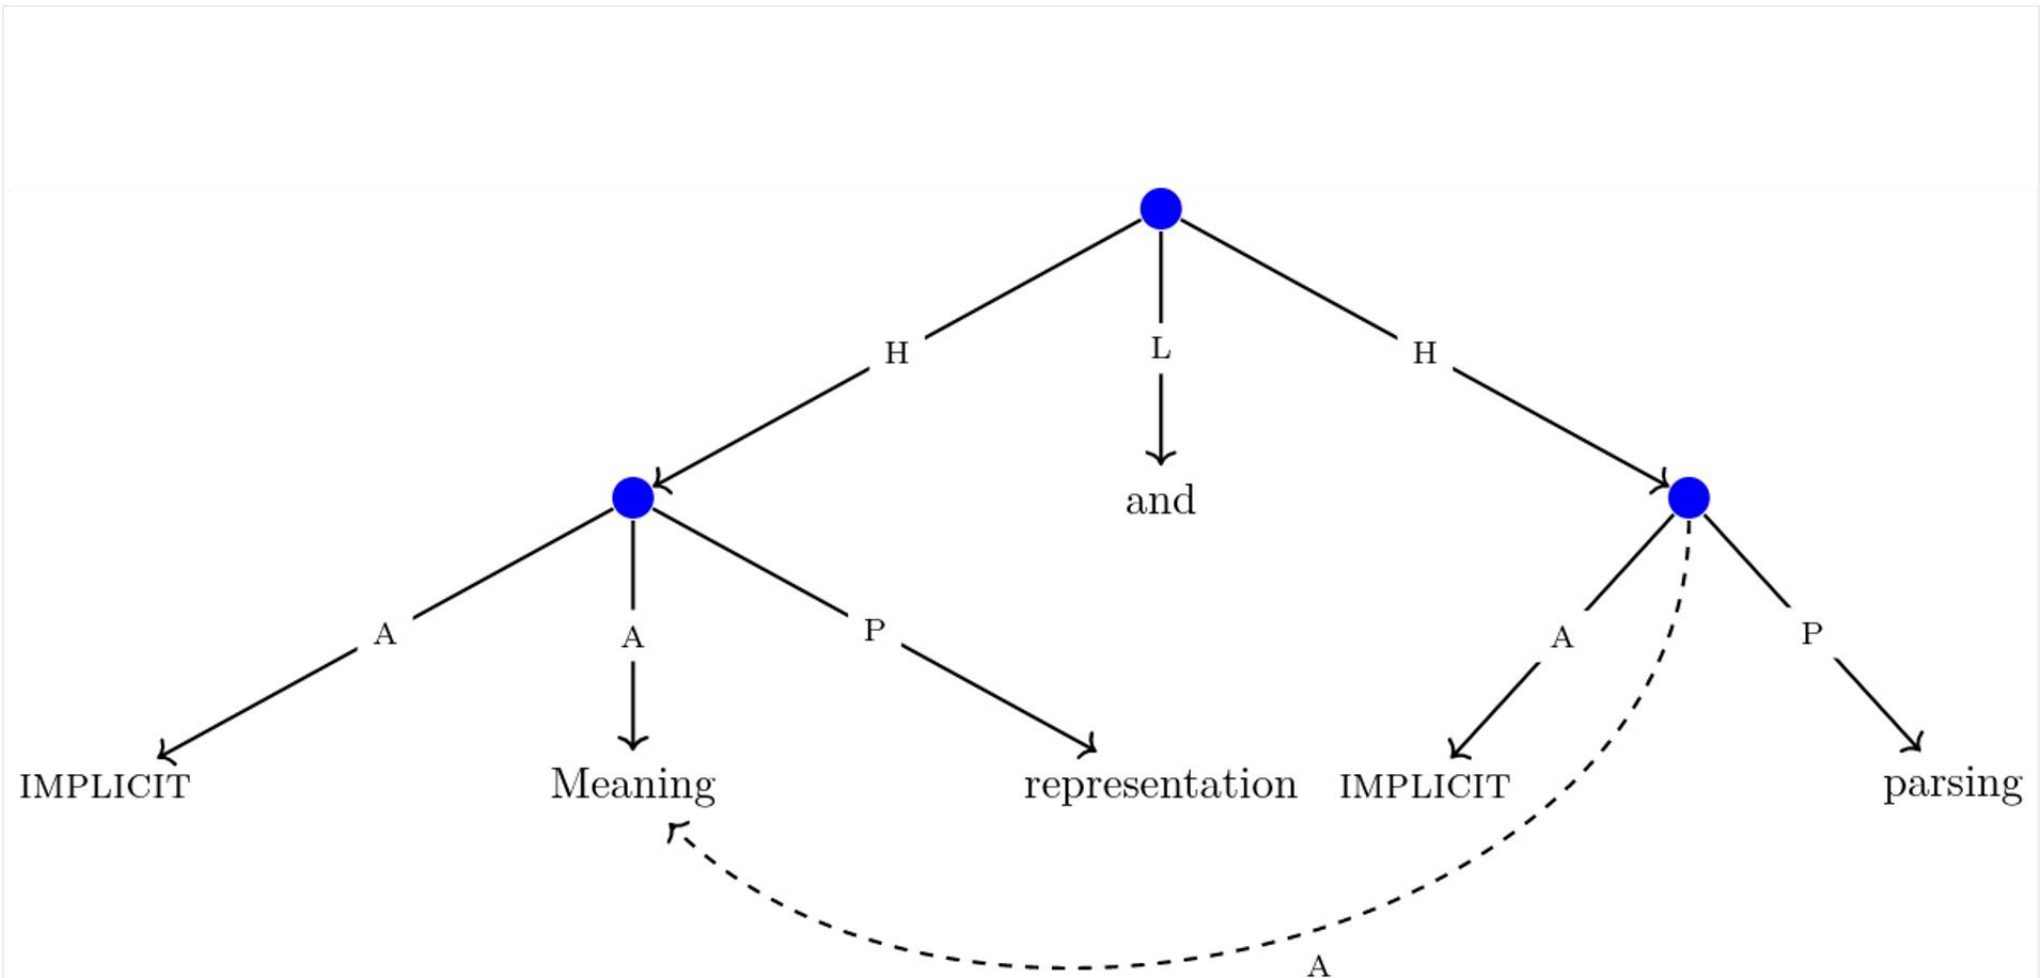 H L H
and
A A P A P
IMPLICIT Meaning representation IMPLICIT parsing
A